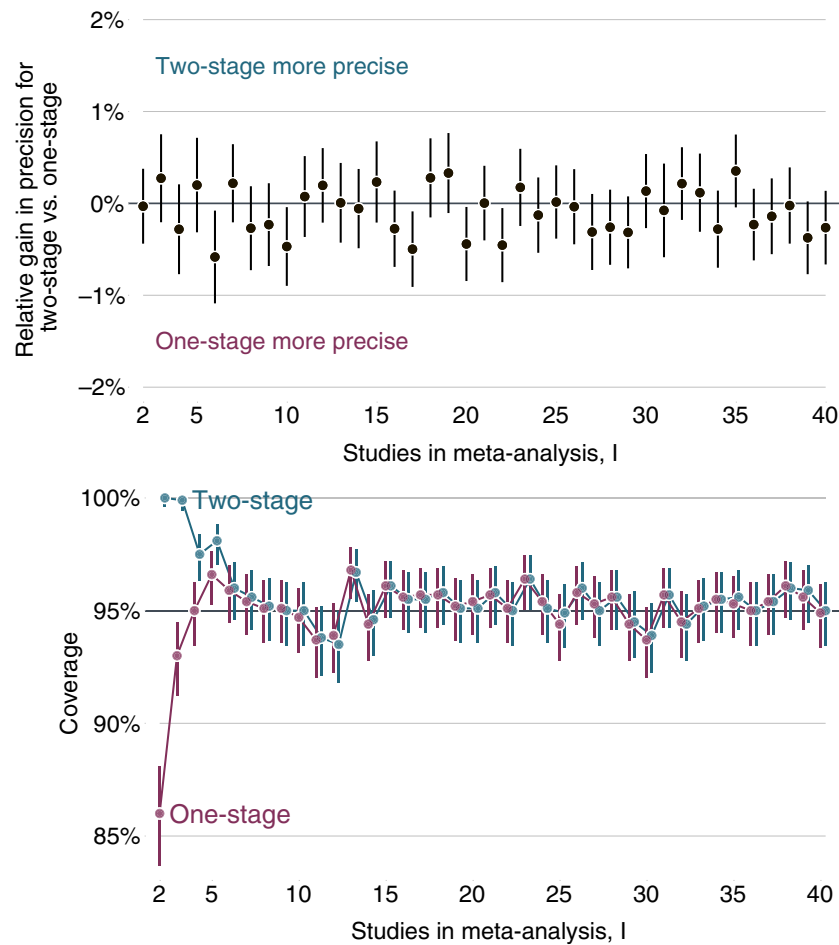 2%
Two-stage more precise
1%
0%
–1%
One-stage more precise
–2%
Relative gain in precision for
two-stage vs. one-stage
2 5 10 15 20 25 30 35 40
Studies in meta-analysis, I
100%
Two-stage
95%
90%
One-stage
85%
Coverage
2 5 10 15 20 25 30 35 40
Studies in meta-analysis, I